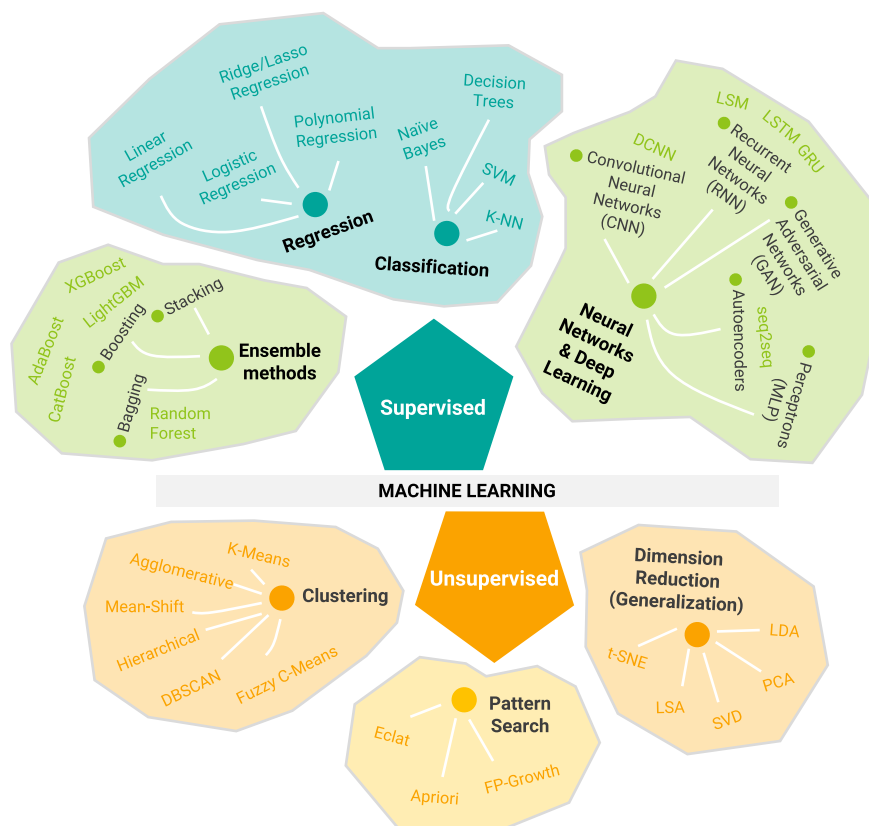 Ridge/Lasso
Regression
Linear
Regression
Polynomial
Regression
Logistic
Regression
Regression
Naïve
Bayes
Decision
Trees
SVM
K-NN
Classification
LSM
LSTM GRU
DCNN
Convolutional
Neural
Networks
(CNN)
Recurrent
Neural
Networks
(RNN)
Generative
Adversarial
Networks
(GAN)
Autoencoders
seq2seq
Perceptrons
(MLP)
Neural
Networks
& Deep
Learning
XGBoost
LightGBM
AdaBoost
CatBoost
Stacking
Boosting
Bagging
Random
Forest
Ensemble
methods
Supervised
MACHINE LEARNING
Unsupervised
K-Means
Agglomerative
Mean-Shift
Hierarchical
DBSCAN
Fuzzy C-Means
Clustering
Pattern
Search
Eclat
Apriori
FP-Growth
Dimension
Reduction
(Generalization)
t-SNE
LSA
SVD
PCA
LDA